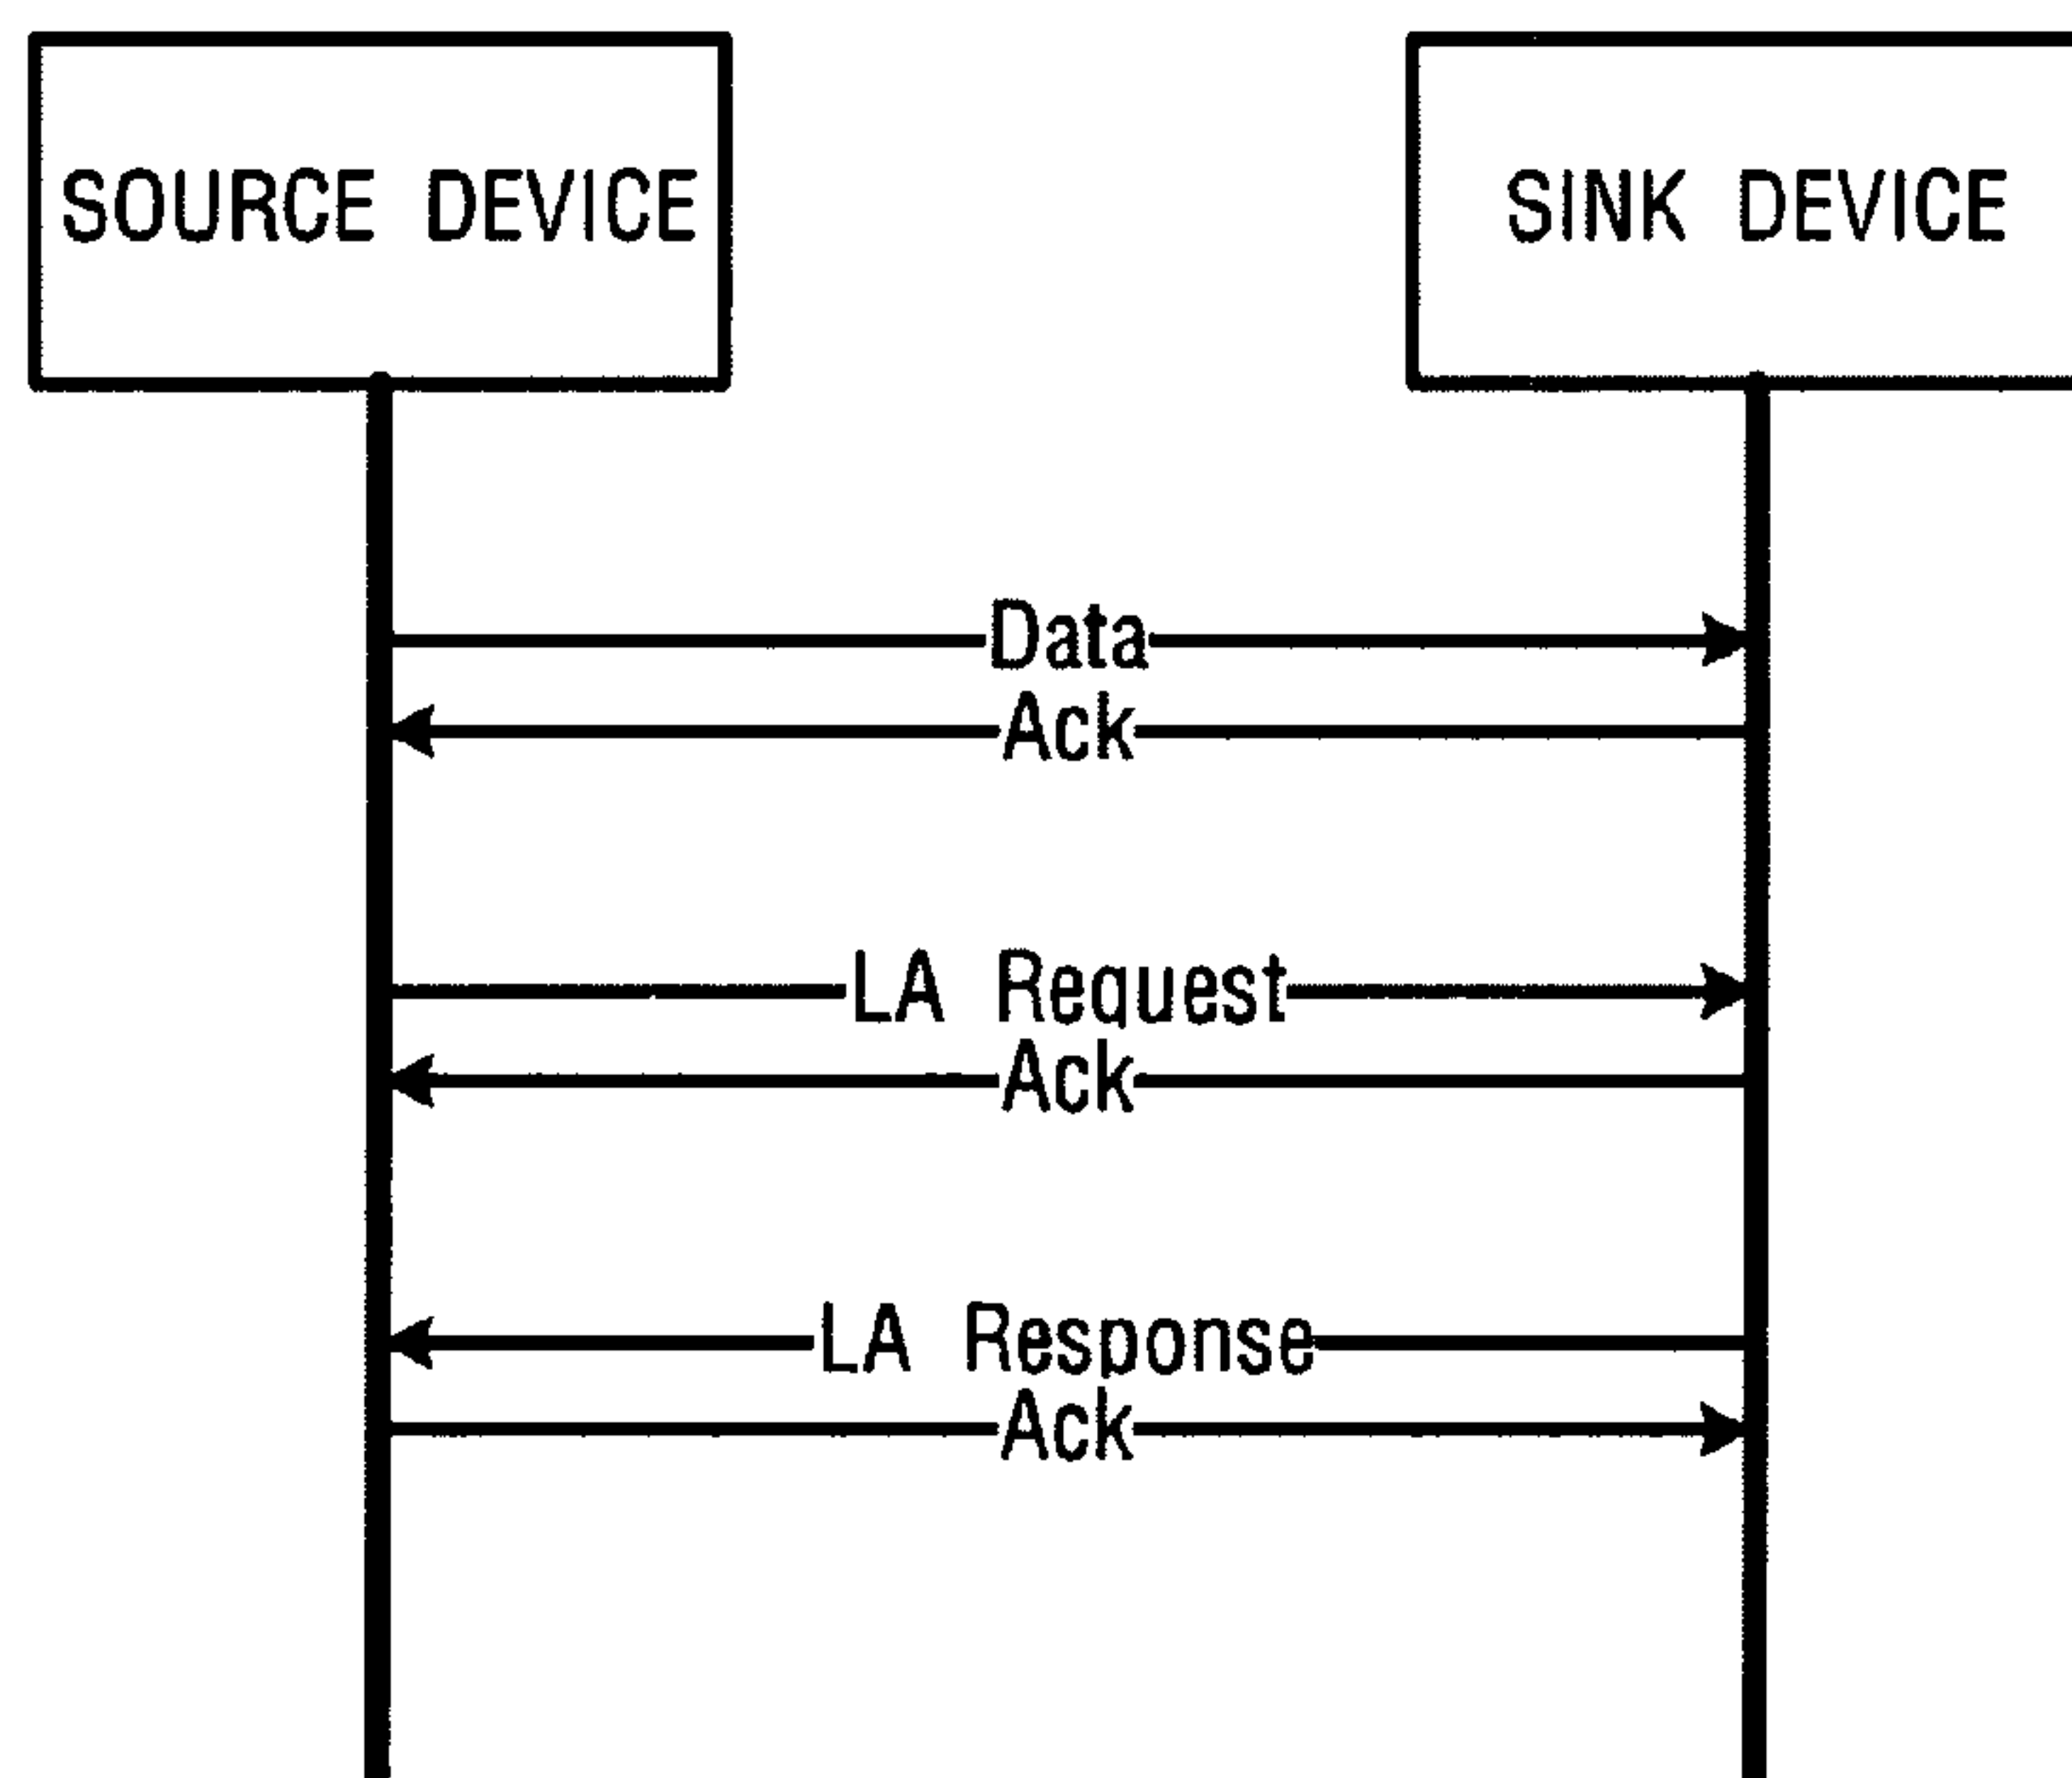 SOURCE DEVICE
SINK DEVICE
Data
Ack
LA Request
Ack
LA Response
Ack